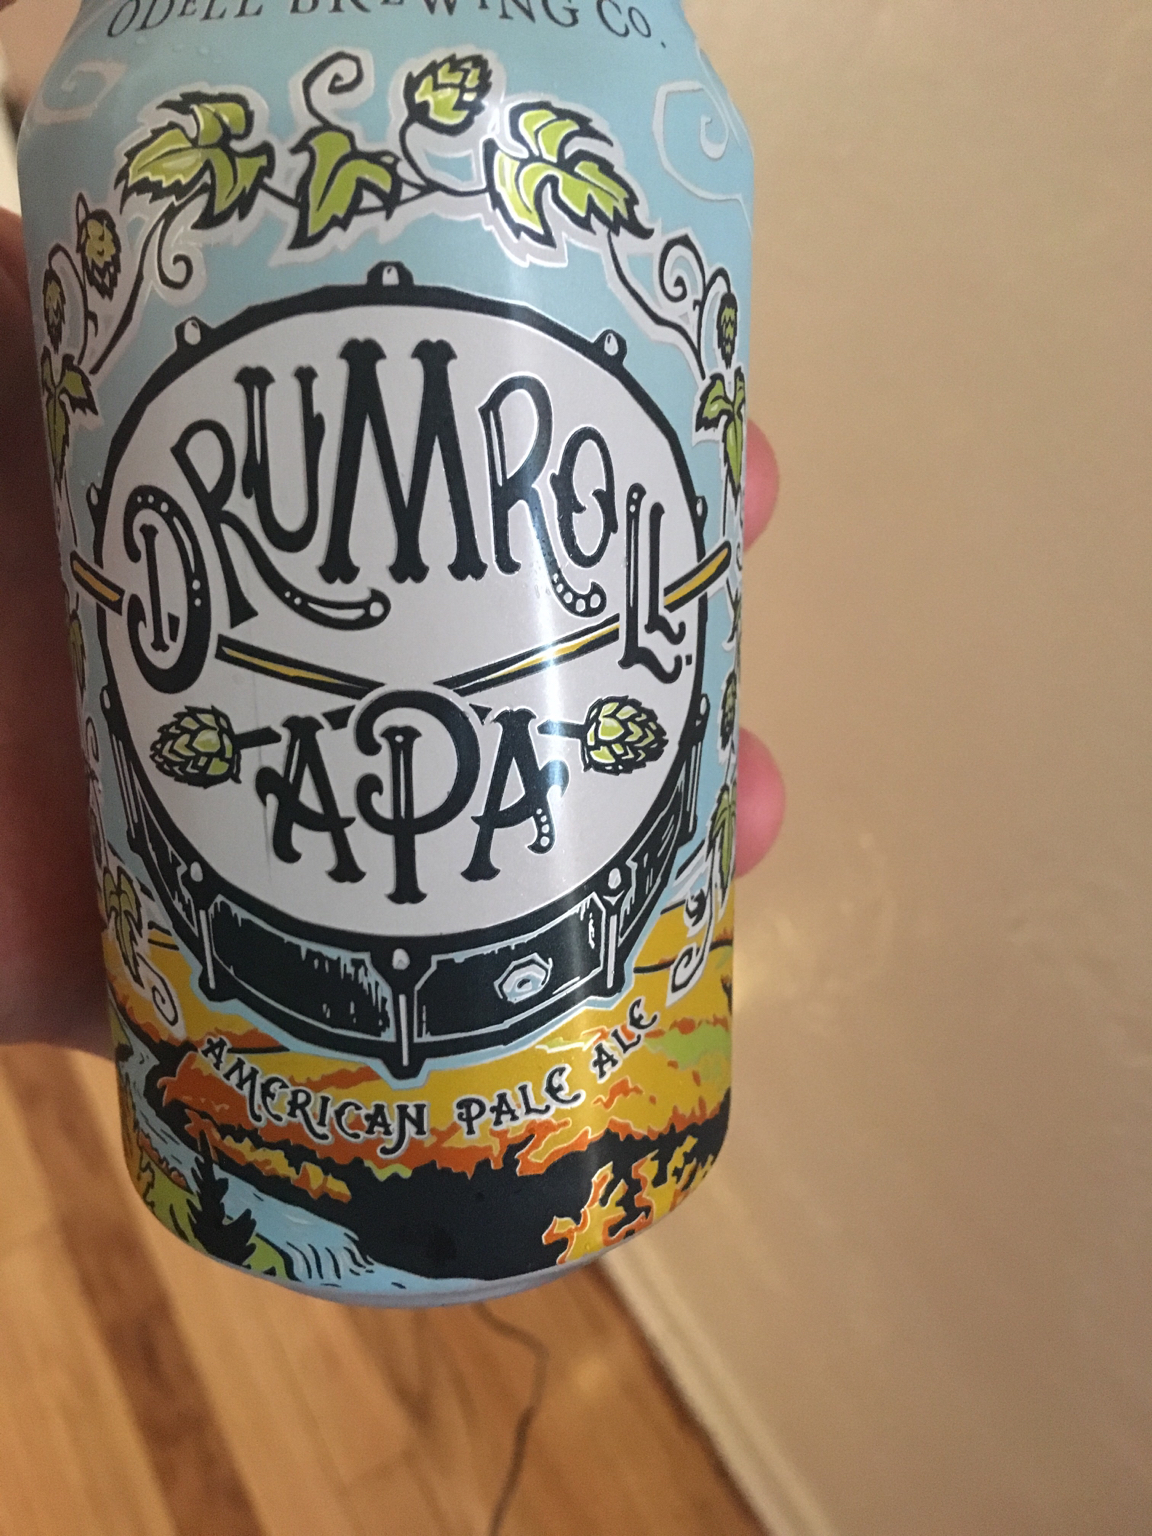 ODELL BREWING CO.
DRUMROLL
APA
AMERICAN PALE ALE